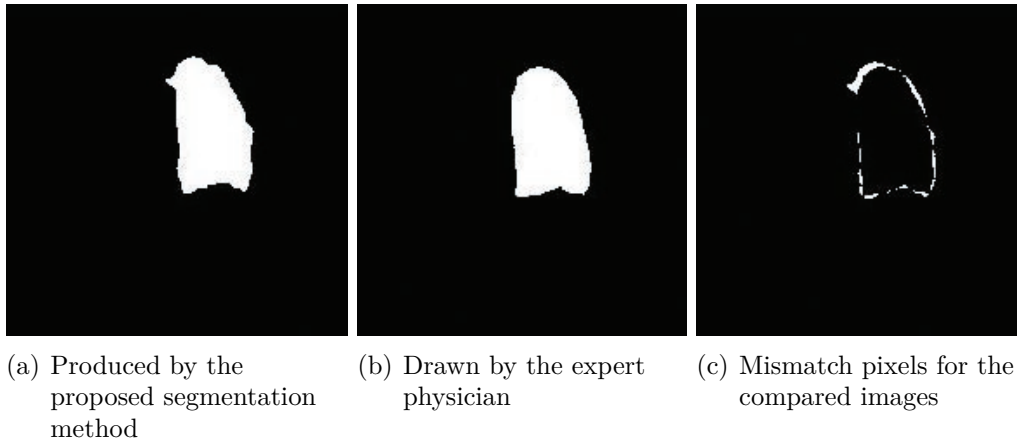 (a) Produced by the
proposed segmentation
method
(b) Drawn by the expert
physician
(c) Mismatch pixels for the
compared images